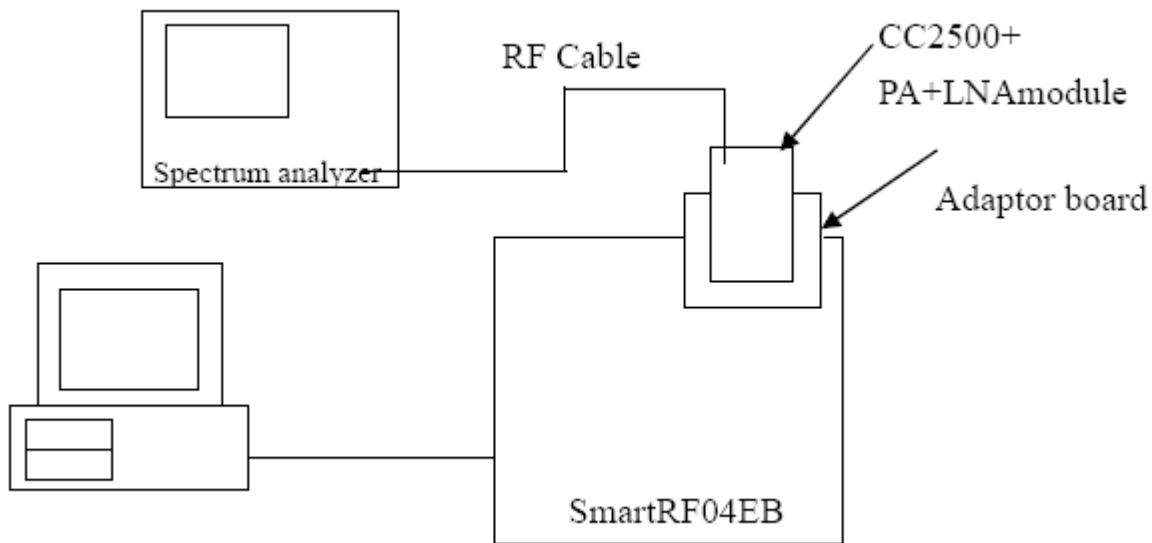 CC2500+
PA+LNAmodule
RF Cable
Spectrum analyzer
Adaptor board
SmartRF04EB